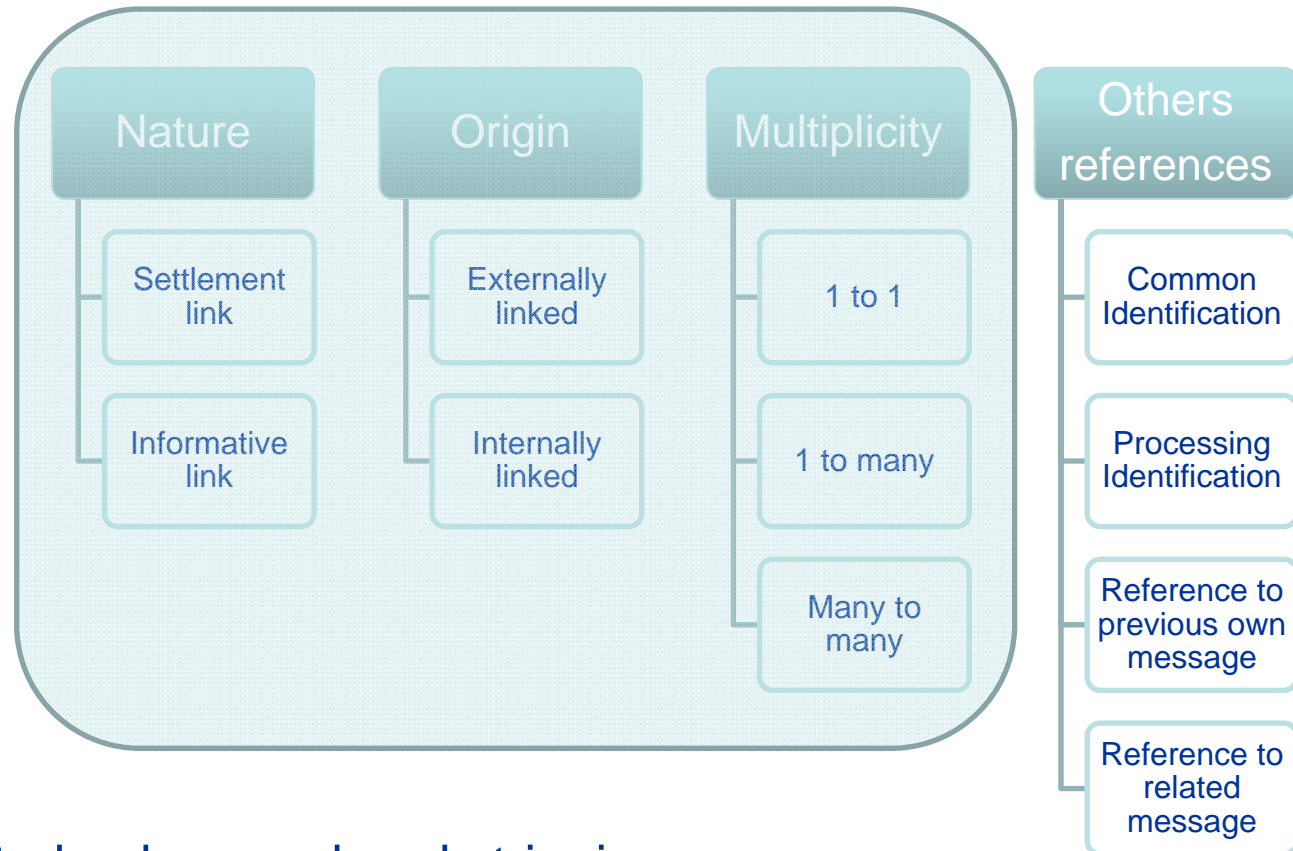 Nature
Settlement
link
Informative
link
Origin
Externally
linked
Internally
linked
Multiplicity
1 to 1
1 to many
Many to
many
Others
references
Common
Identification
Processing
Identification
Reference to
previous own
message
Reference to
related
message